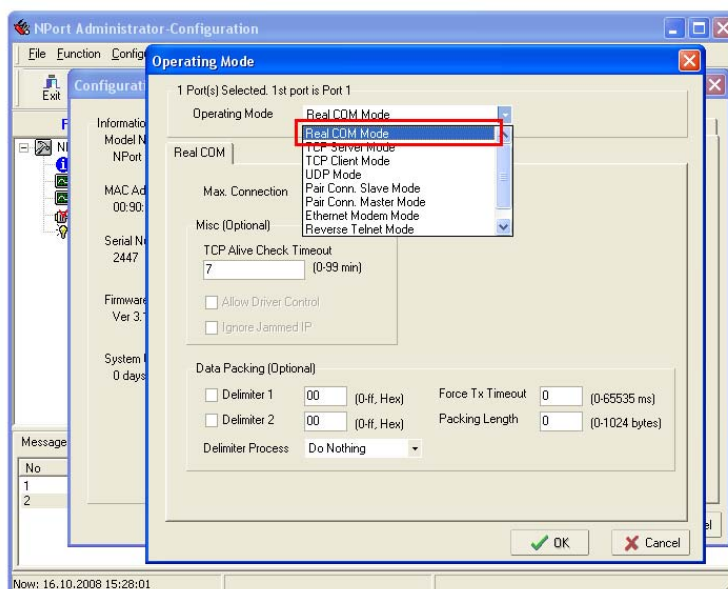 NPort Administrator-Configuration
File Function Config
Exit
Configurati
Operating Mode
1 Port(s) Selected. 1st port is Port 1
Operating Mode Real COM Mode
Real COM Mode
TCP Server Mode
TCP Client Mode
UDP Mode
Pair Conn. Slave Mode
Pair Conn. Master Mode
Ethernet Modem Mode
Reverse Telnet Mode
Real COM
Max. Connection
Misc (Optional)
TCP Alive Check Timeout
7 (0-99 min)
Allow Driver Control
Ignore Jammed IP
Data Packing (Optional)
Delimiter 1 00 (0-ff, Hex) Force Tx Timeout 0 (0-65535 ms)
Delimiter 2 00 (0-ff, Hex) Packing Length 0 (0-1024 bytes)
Delimiter Process Do Nothing
OK Cancel
Informatio
Model N
NPort
MAC Ad
00:90:
Serial Nu
2447
Firmware
Ver 3.
System
0 days
Message
No
1
2
el
Now: 16.10.2008 15:28:01